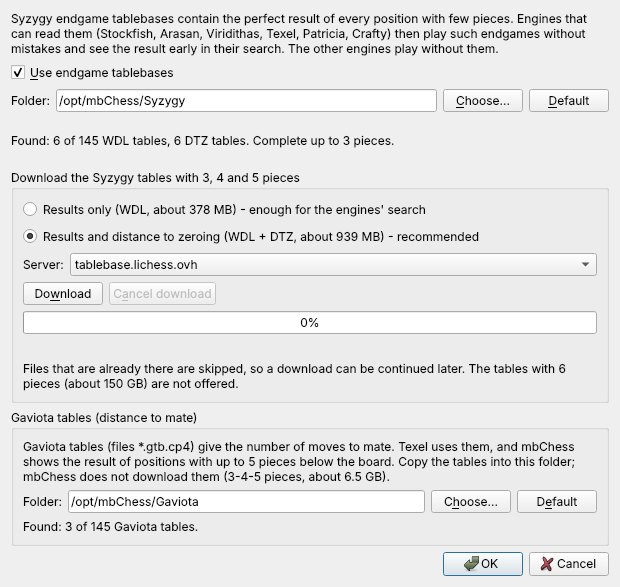 Syzygy endgame tablebases contain the perfect result of every position with few pieces. Engines that
can read them (Stockfish, Arasan, Viridithas, Texel, Patricia, Crafty) then play such endgames without
mistakes and see the result early in their search. The other engines play without them.
Use endgame tablebases
Folder: /opt/mbChess/Syzygy Choose... Default
Found: 6 of 145 WDL tables, 6 DTZ tables. Complete up to 3 pieces.
Download the Syzygy tables with 3, 4 and 5 pieces
Results only (WDL, about 378 MB) - enough for the engines' search
Results and distance to zeroing (WDL + DTZ, about 939 MB) - recommended
Server: tablebase.lichess.ovh
Download Cancel download
0%
Files that are already there are skipped, so a download can be continued later. The tables with 6
pieces (about 150 GB) are not offered.
Gaviota tables (distance to mate)
Gaviota tables (files *.gtb.cp4) give the number of moves to mate. Texel uses them, and mbChess
shows the result of positions with up to 5 pieces below the board. Copy the tables into this folder;
mbChess does not download them (3-4-5 pieces, about 6.5 GB).
Folder: /opt/mbChess/Gaviota Choose... Default
Found: 3 of 145 Gaviota tables.
OK Cancel